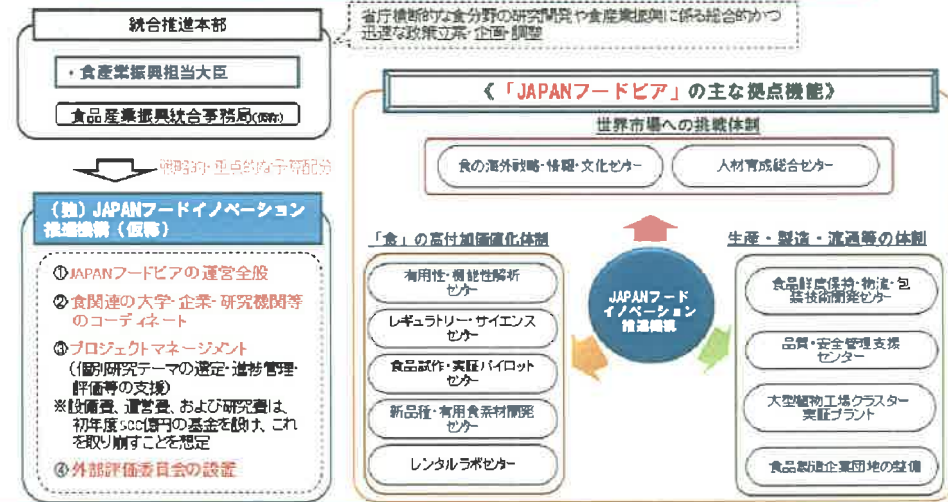 統合推進本部
・食産業振興担当大臣
食品産業振興統合事務局(仮称)
省庁横断的な食分野の研究開発や食産業振興に係る総合的かつ
迅速な政策立案・企画・調整
戦略的・重点的な予算配分
(独)JAPANフードイノベーション
推進機構(仮称)
①JAPANフードピアの運営全般
②食関連の大学・企業・研究機関等
のコーディネート
③プロジェクトマネージメント
(個別研究テーマの選定・進捗管理・
評価等の支援)
※設備費、運営費、および研究費は、
初年度500億円の基金を設け、これ
を取り崩すことを想定
④外部評価委員会の設置
《「JAPANフードピア」の主な拠点機能》
世界市場への挑戦体制
食の海外戦略・情報・文化センター
人材育成総合センター
「食」の高付加価値化体制
有用性・機能性解析
センター
レギュラトリー・サイエンス
センター
食品試作・実証パイロット
センター
新品種・有用食素材開発
センター
レンタルラボセンター
JAPANフード
イノベーション
推進機構
生産・製造・流通等の体制
食品鮮度保持・物流・包
装技術開発センター
品質・安全管理支援
センター
大型植物工場クラスター
実証プラント
食品製造企業団地の整備